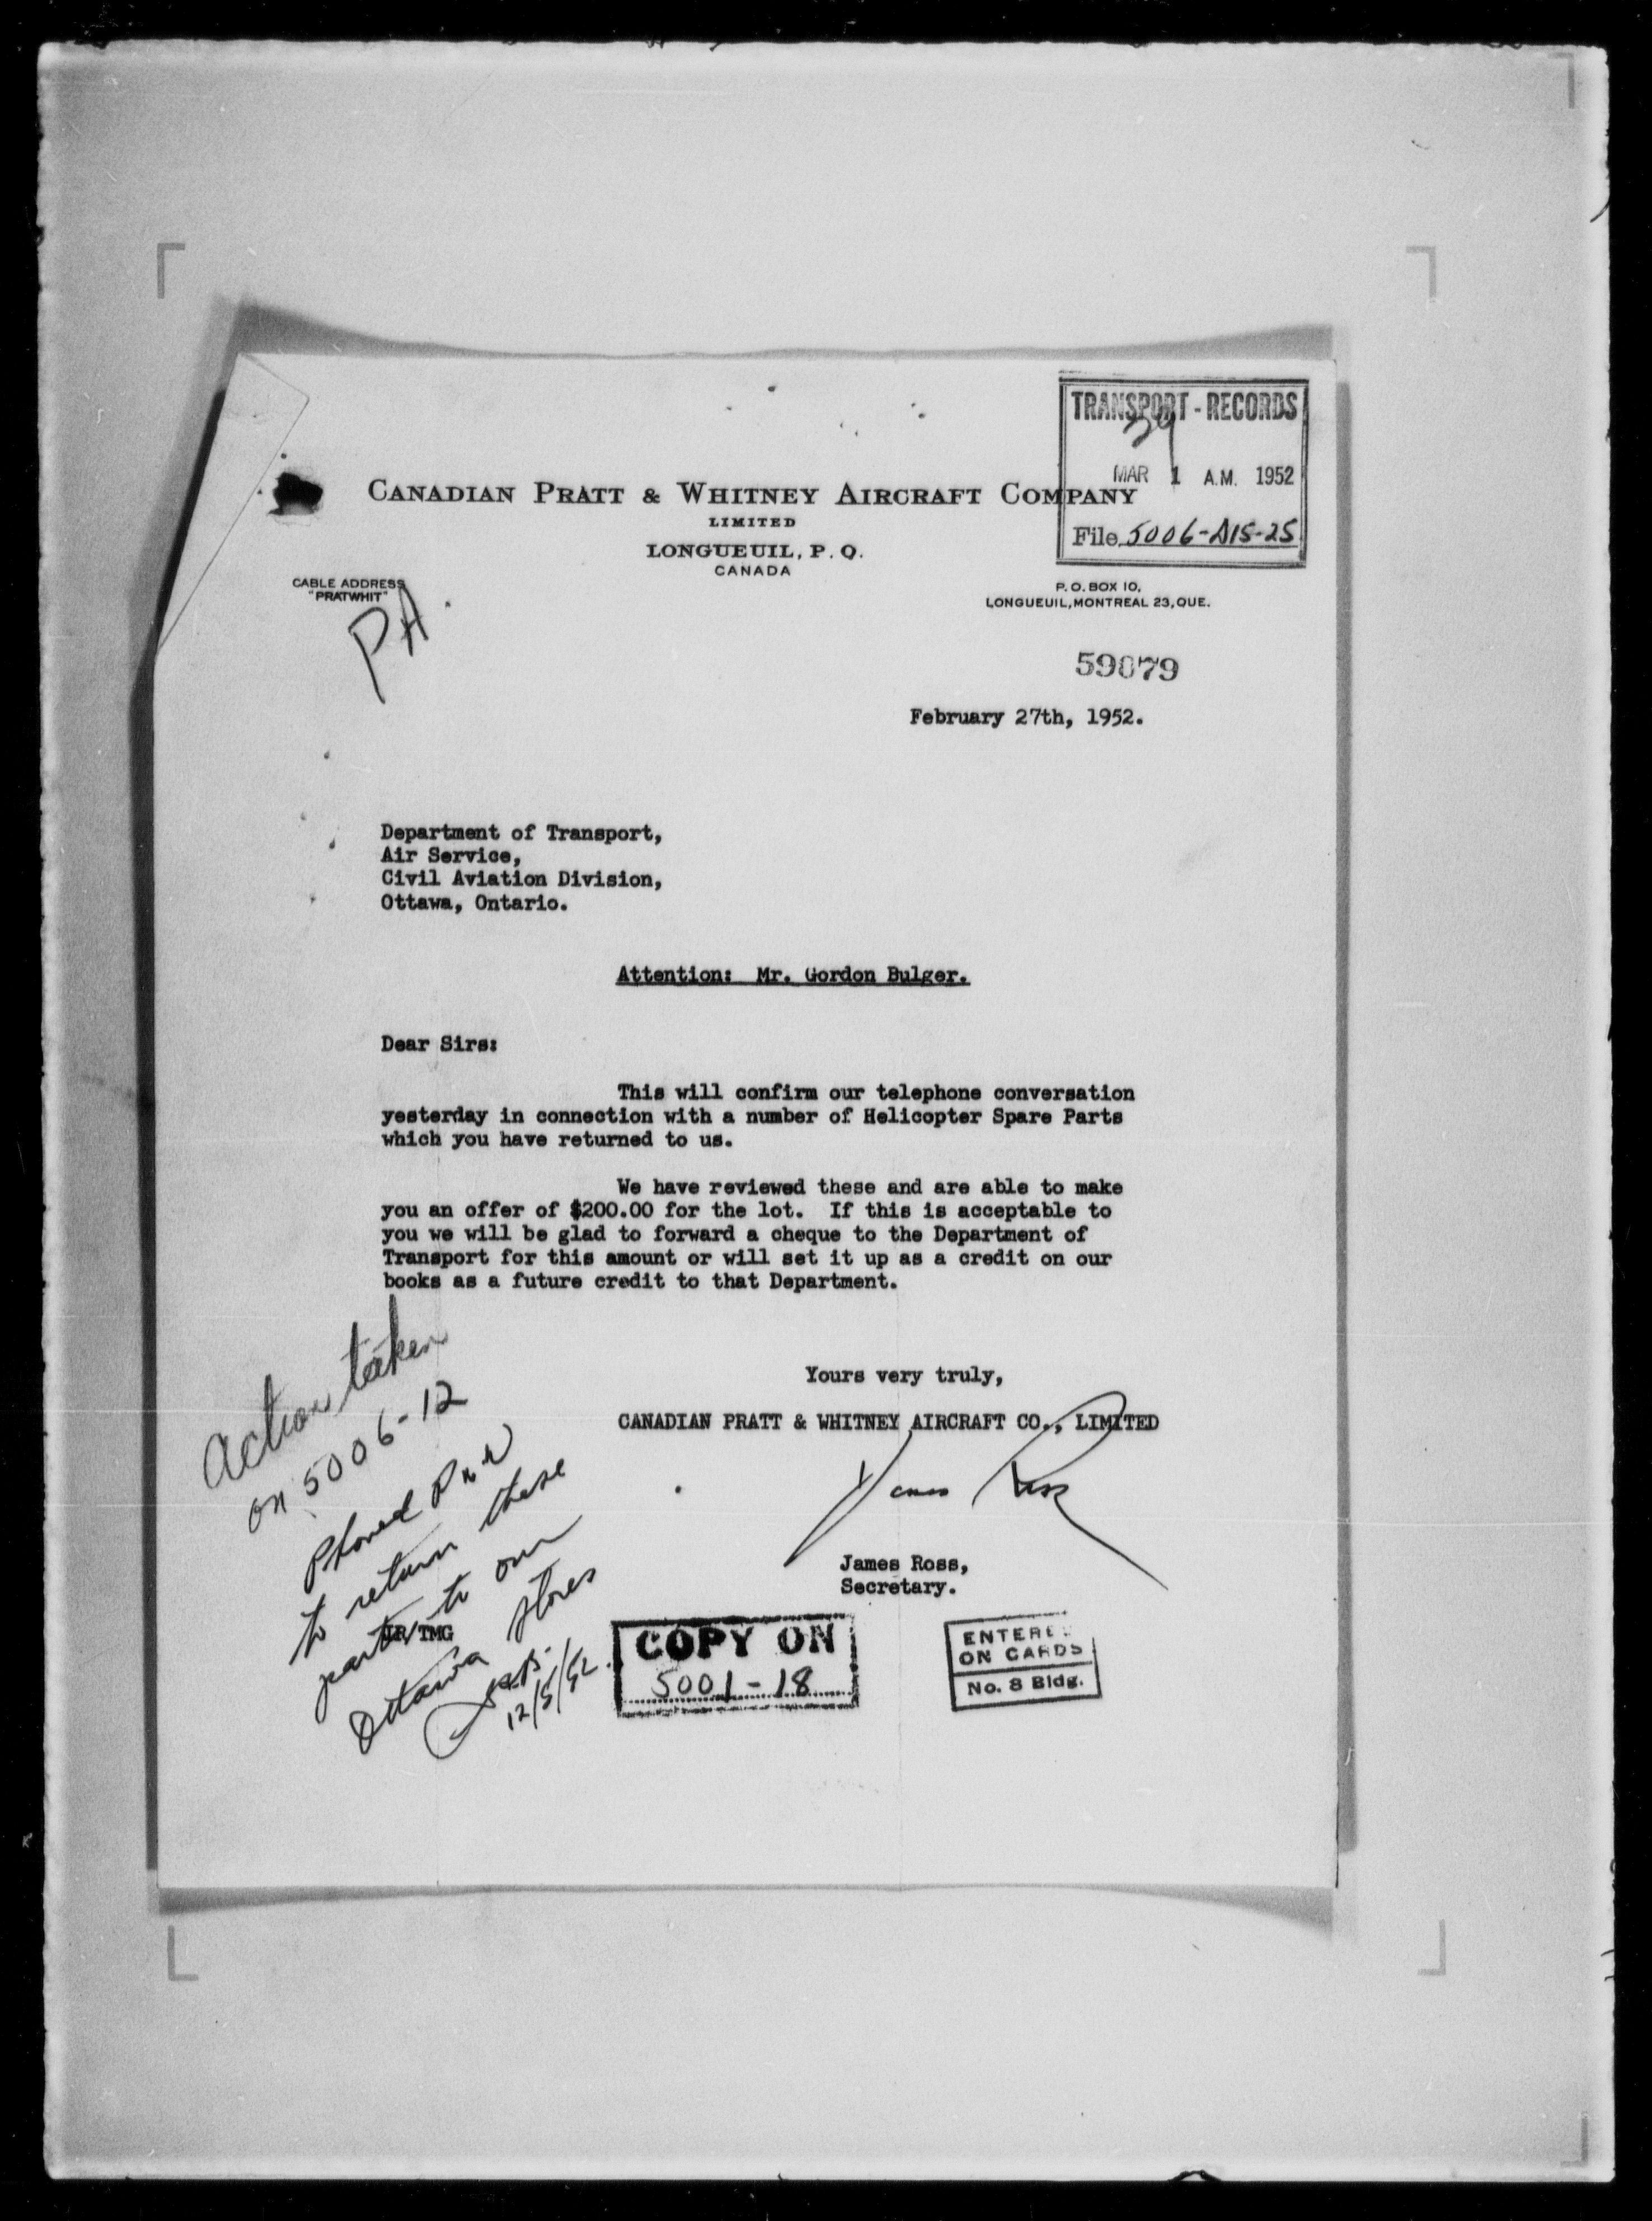 TRANSPORT - RECORDS
29
MAR 1 A.M. 1952
File 5006-A15-25
CANADIAN PRATT & WHITNEY AIRCRAFT COMPANY
LIMITED
LONGUEUIL, P. Q.
CANADA
CABLE ADDRESS
"PRATWHIT"
P. O. BOX 10,
LONGUEUIL, MONTREAL 23, QUE.
PA
59079
February 27th, 1952.
Department of Transport,
Air Service,
Civil Aviation Division,
Ottawa, Ontario.
Attention: Mr. Gordon Bulger.
Dear Sirs:
This will confirm our telephone conversation
yesterday in connection with a number of Helicopter Spare Parts
which you have returned to us.
We have reviewed these and are able to make
you an offer of $200.00 for the lot. If this is acceptable to
you we will be glad to forward a cheque to the Department of
Transport for this amount or will set it up as a credit on our
books as a future credit to that Department.
Yours very truly,
CANADIAN PRATT & WHITNEY AIRCRAFT CO., LIMITED
James Ross
James Ross,
Secretary.
Action taken
on 5006-12
Phoned P & W
to return these
parts to our
Ottawa stores
12/5/52.
JR/TMG
COPY ON
5001-18
ENTERED
ON CARDS
No. 8 Bldg.